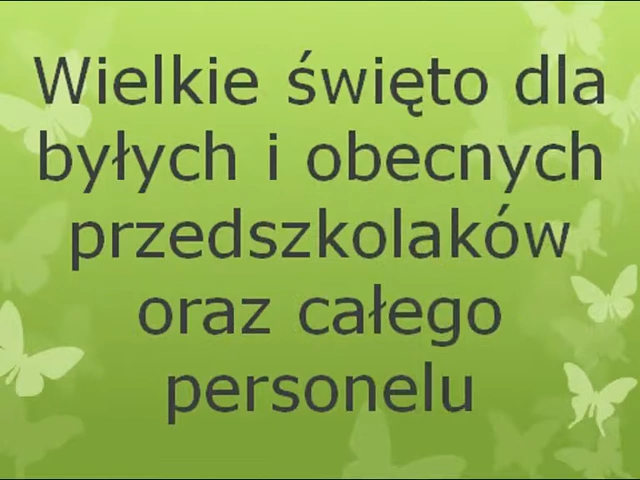 Wielkie święto dla
byłych i obecnych
przedszkolaków
oraz całego
personelu